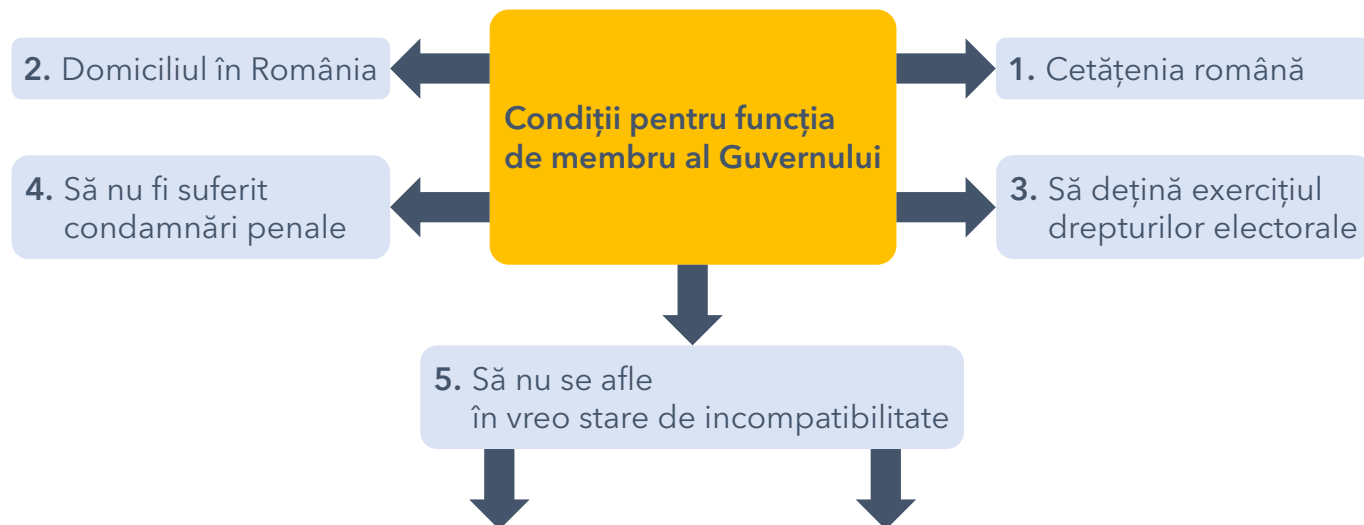 2. Domiciliul în România
1. Cetățenia română
Condiții pentru funcția
de membru al Guvernului
4. Să nu fi suferit
condamnări penale
3. Să dețină exercițiul
drepturilor electorale
5. Să nu se afle
în vreo stare de incompatibilitate